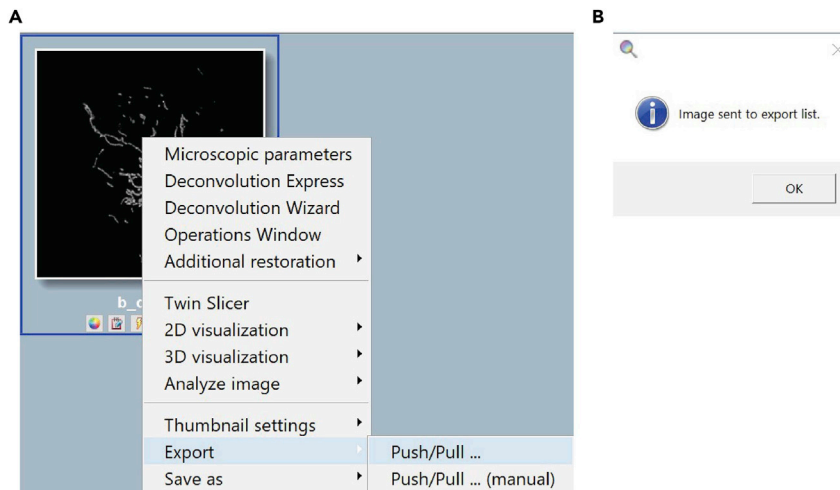 A
B
Microscopic parameters
Deconvolution Express
Deconvolution Wizard
Operations Window
Additional restoration
Twin Slicer
2D visualization
3D visualization
Analyze image
Thumbnail settings
Export
Save as
Push/Pull ...
Push/Pull ... (manual)
Image sent to export list.
OK